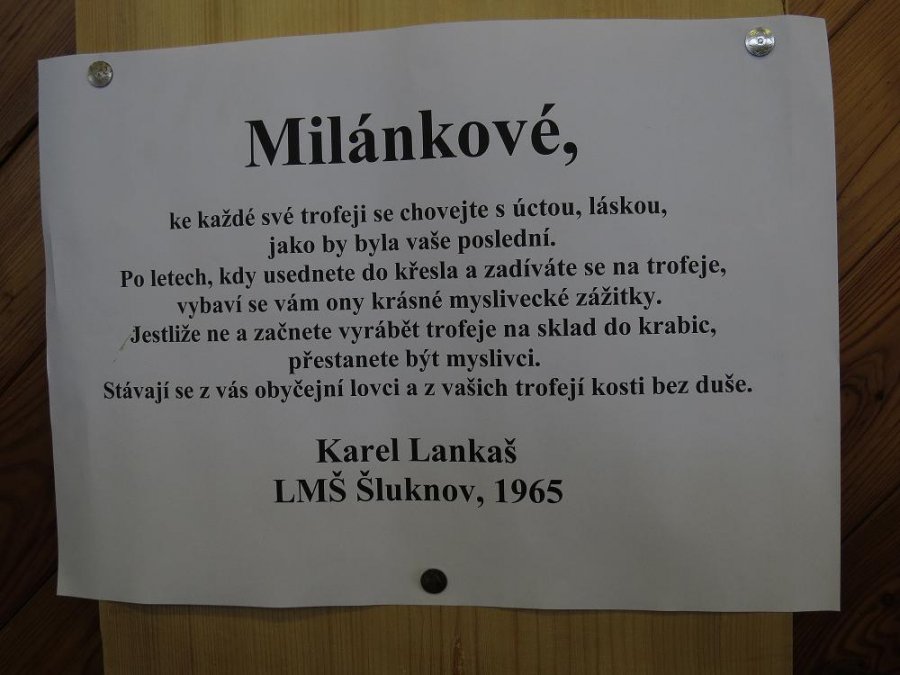 Milánkové,
ke každé své trofeji se chovejte s úctou, láskou,
jako by byla vaše poslední.
Po letech, kdy usednete do křesla a zadíváte se na trofeje,
vybaví se vám ony krásné myslivecké zážitky.
Jestliže ne a začnete vyrábět trofeje na sklad do krabic,
přestanete být myslivci.
Stávají se z vás obyčejní lovci a z vašich trofejí kosti bez duše.
Karel Lankaš
LMŠ Šluknov, 1965